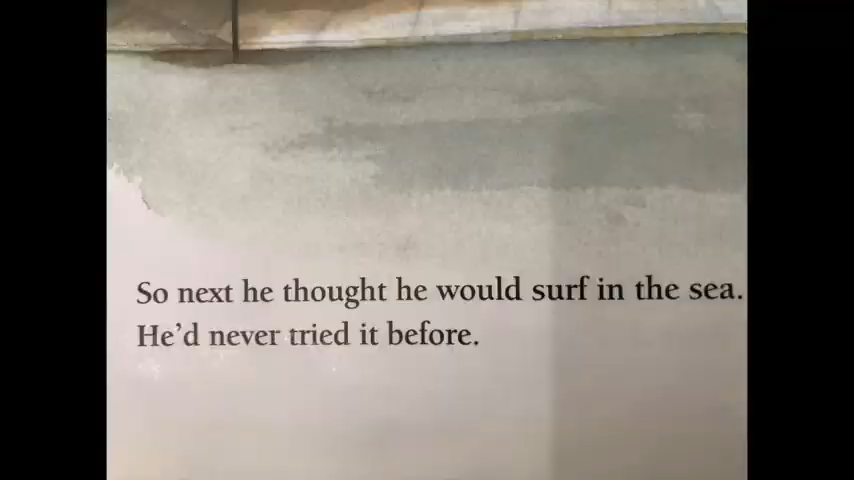 So next he thought he would surf in the sea.
He'd never tried it before.